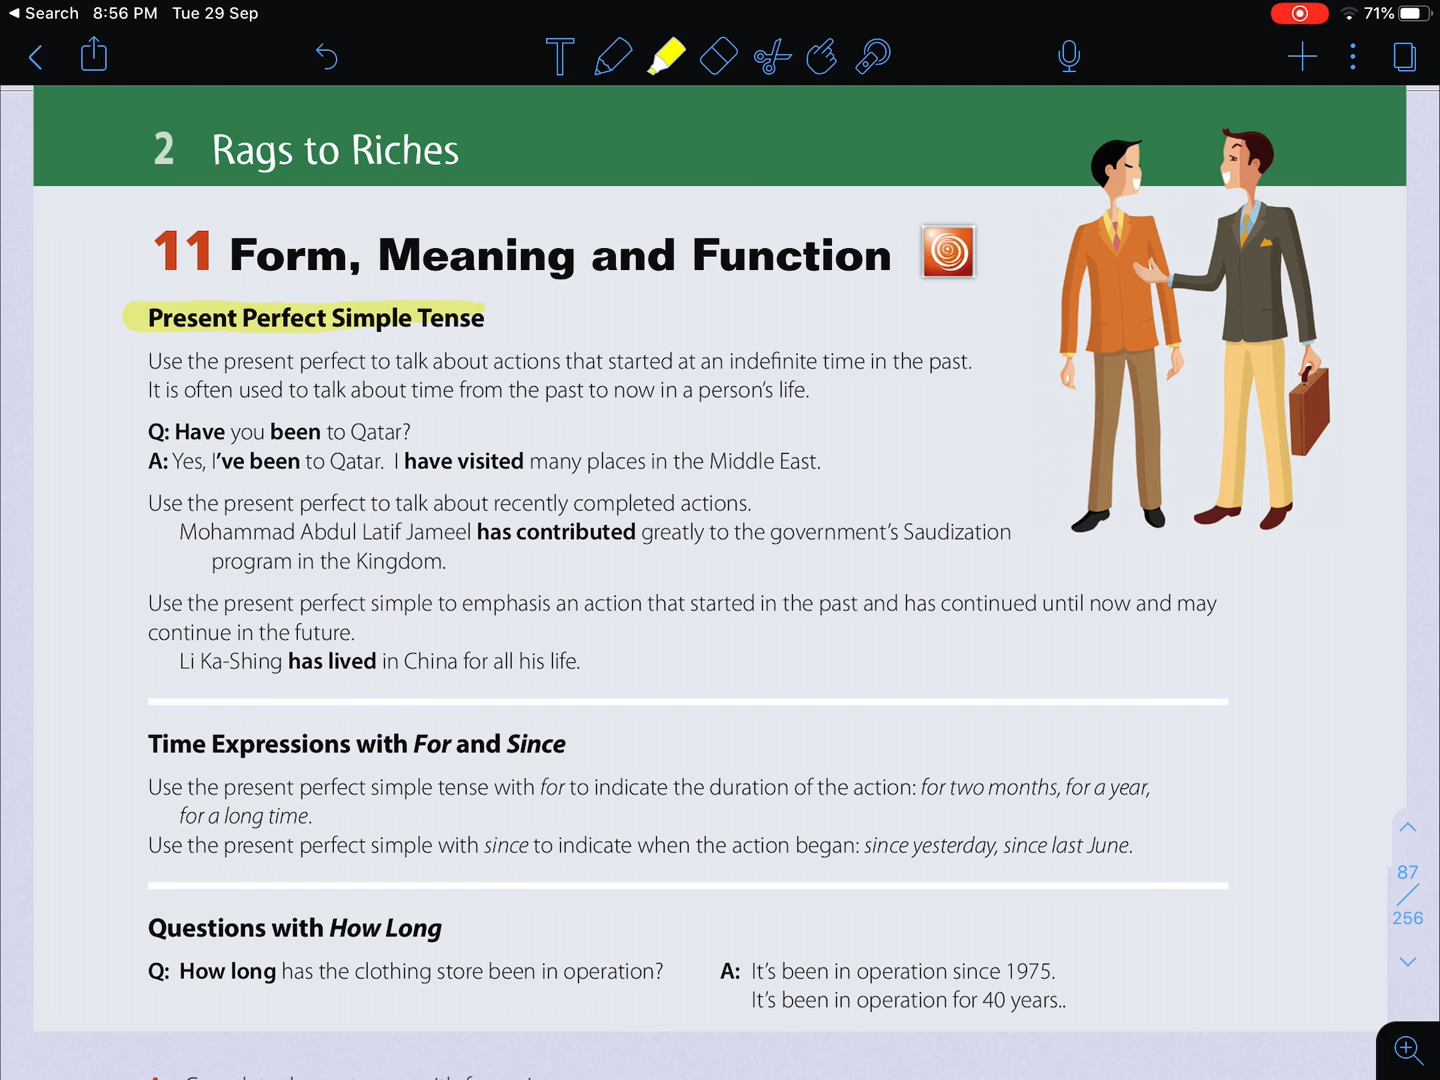 Search 8:56 PM Tue 29 Sep 71%
2 Rags to Riches
11 Form, Meaning and Function
Present Perfect Simple Tense
Use the present perfect to talk about actions that started at an indefinite time in the past.
It is often used to talk about time from the past to now in a person's life.
Q: Have you been to Qatar?
A: Yes, I've been to Qatar. I have visited many places in the Middle East.
Use the present perfect to talk about recently completed actions.
Mohammad Abdul Latif Jameel has contributed greatly to the government's Saudization
program in the Kingdom.
Use the present perfect simple to emphasis an action that started in the past and has continued until now and may
continue in the future.
Li Ka-Shing has lived in China for all his life.
Time Expressions with For and Since
Use the present perfect simple tense with for to indicate the duration of the action: for two months, for a year,
for a long time.
Use the present perfect simple with since to indicate when the action began: since yesterday, since last June.
87
256
Questions with How Long
Q: How long has the clothing store been in operation? A: It's been in operation since 1975.
It's been in operation for 40 years..